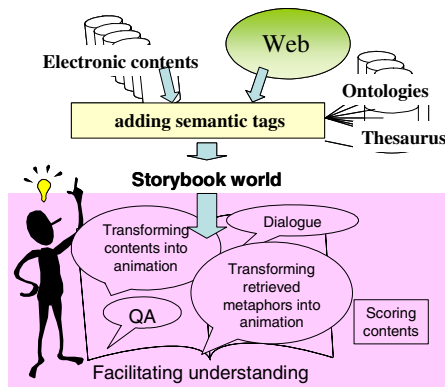 Web
Electronic contents
Ontologies
adding semantic tags
Thesaurus
Storybook world
Dialogue
Transforming
contents into
animation
Transforming
retrieved
metaphors into
animation
QA
Scoring
contents
Facilitating understanding